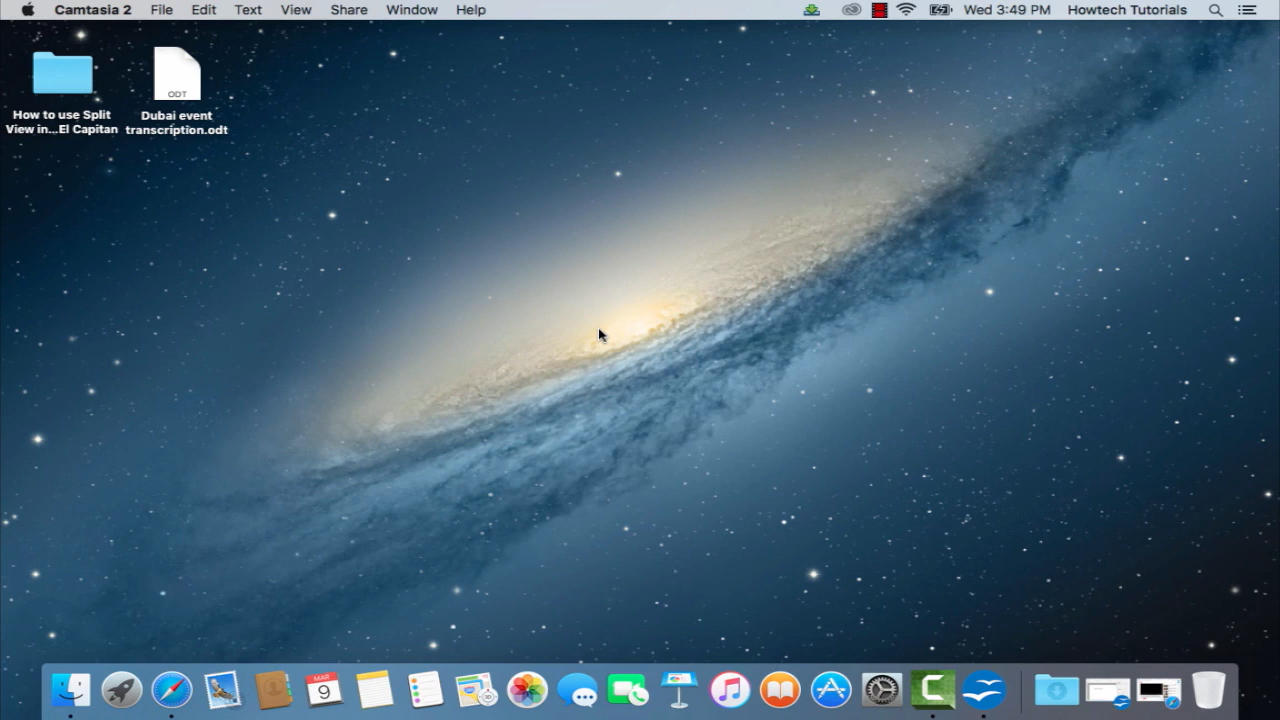 Camtasia 2 File Edit Text View Share Window Help Wed 3:49 PM Howtech Tutorials
How to use Split
View in...El Capitan
ODT
Dubai event
transcription.odt
MAR
9